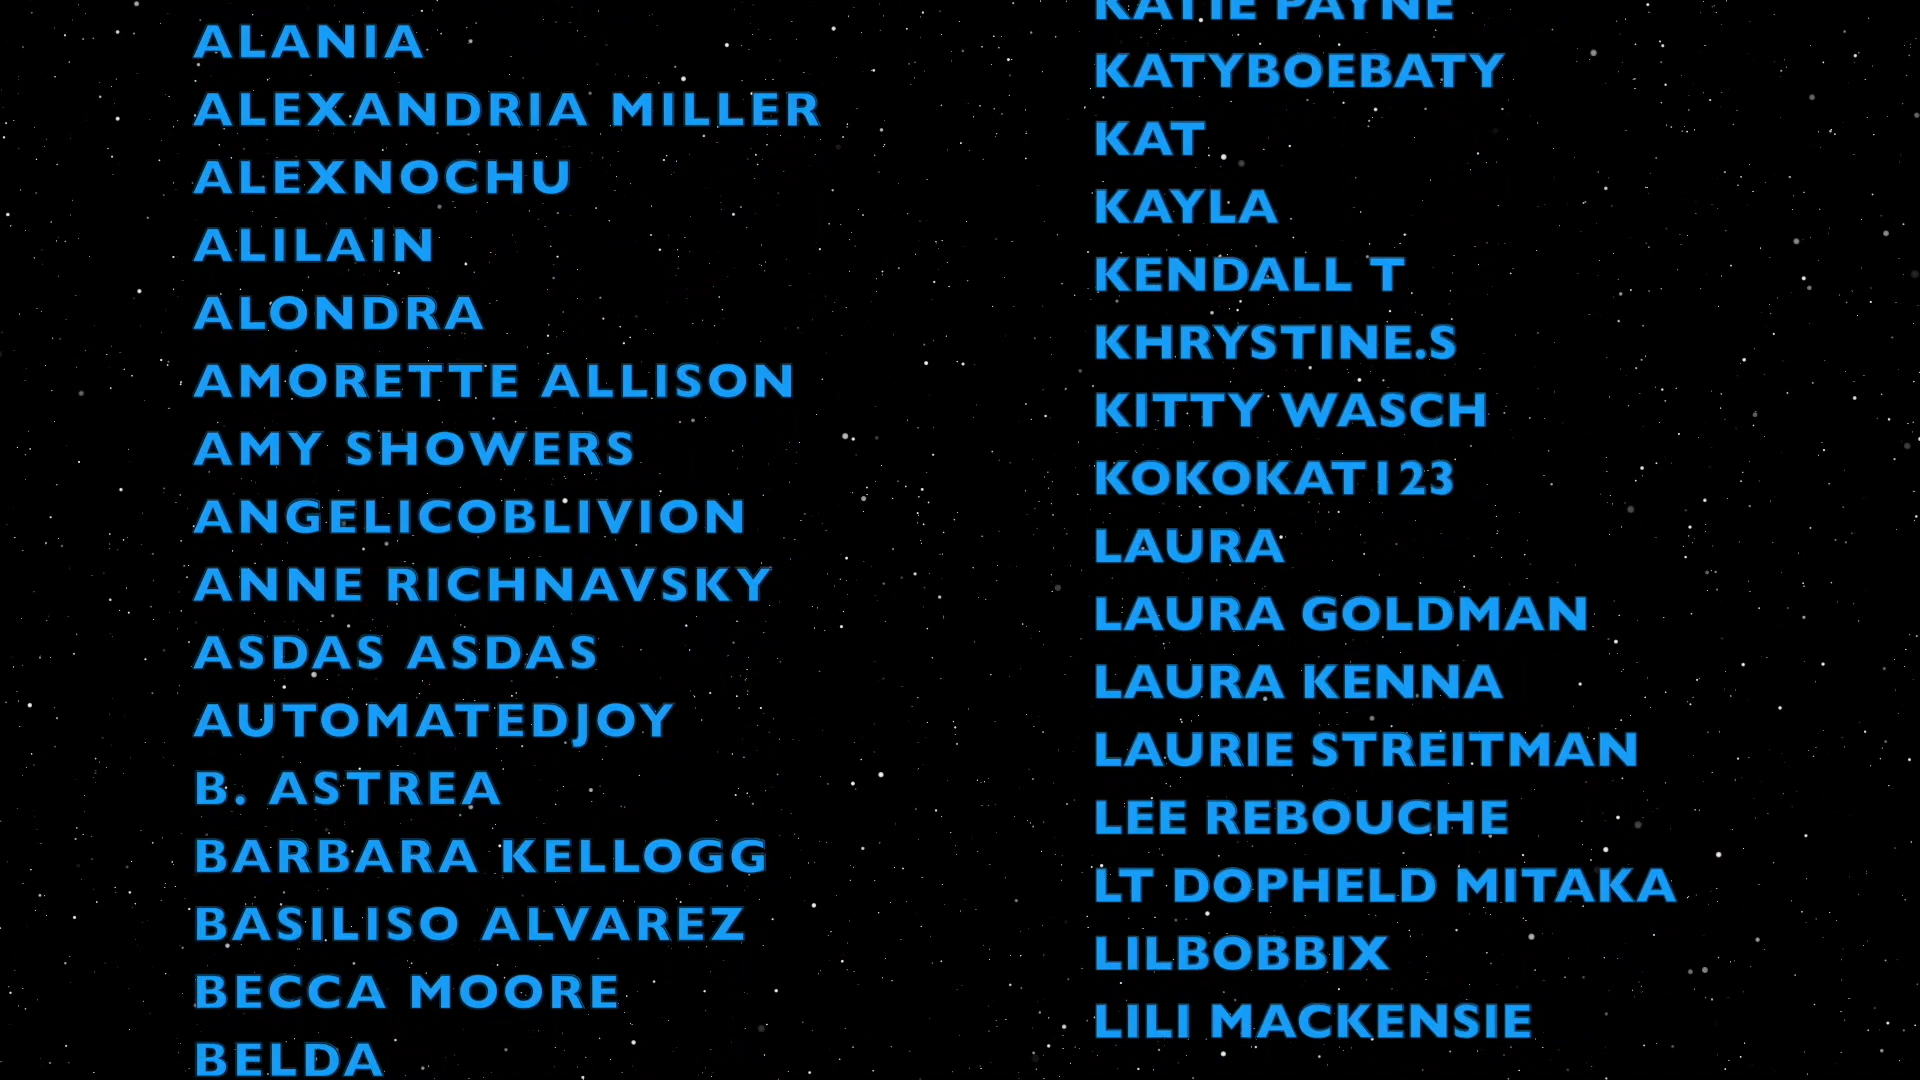 ALANIA
ALEXANDRIA MILLER
ALEXNOCHU
ALILAIN
ALONDRA
AMORETTE ALLISON
AMY SHOWERS
ANGELICOBLIVION
ANNE RICHNAVSKY
ASDAS ASDAS
AUTOMATEDJOY
B. ASTREA
BARBARA KELLOGG
BASILISO ALVAREZ
BECCA MOORE
BELDA
KATIE PAYNE
KATYBOEBATY
KAT
KAYLA
KENDALL T
KHRYSTINE.S
KITTY WASCH
KOKOKAT123
LAURA
LAURA GOLDMAN
LAURA KENNA
LAURIE STREITMAN
LEE REBOUCHE
LT DOPHELD MITAKA
LILBOBBIX
LILI MACKENSIE